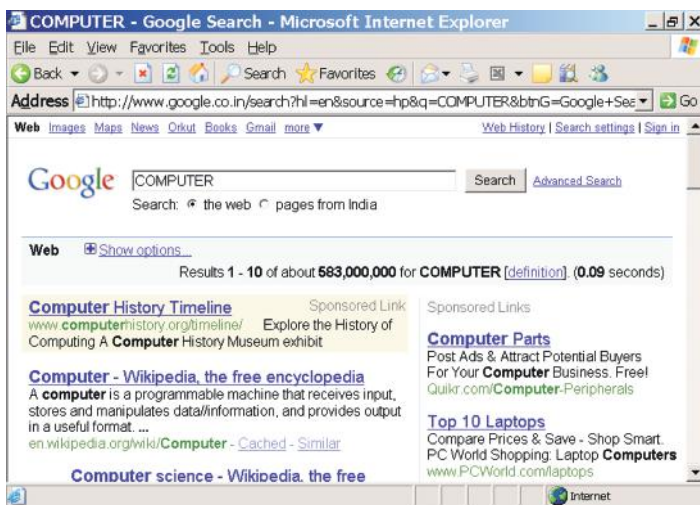 COMPUTER - Google Search - Microsoft Internet Explorer
File Edit View Favorites Tools Help
Back Search Favorites
Address http://www.google.co.in/search?hl=en&source=hp&q=COMPUTER&btnG=Google+Sea Go
Web Images Maps News Orkut Books Gmail more ▼ Web History | Search settings | Sign in
Google COMPUTER Search Advanced Search
Search: the web pages from India
Web Show options...
Results 1 - 10 of about 583,000,000 for COMPUTER [definition]. (0.09 seconds)
Computer History Timeline Sponsored Link
www.computerhistory.org/timeline/ Explore the History of
Computing A Computer History Museum exhibit
Computer - Wikipedia, the free encyclopedia
A computer is a programmable machine that receives input,
stores and manipulates data//information, and provides output
in a useful format. ...
en.wikipedia.org/wiki/Computer - Cached - Similar
Computer science - Wikipedia, the free
Sponsored Links
Computer Parts
Post Ads & Attract Potential Buyers
For Your Computer Business. Free!
Quikr.com/Computer-Peripherals
Top 10 Laptops
Compare Prices & Save - Shop Smart.
PC World Shopping: Laptop Computers
www.PCWorld.com/laptops
Internet